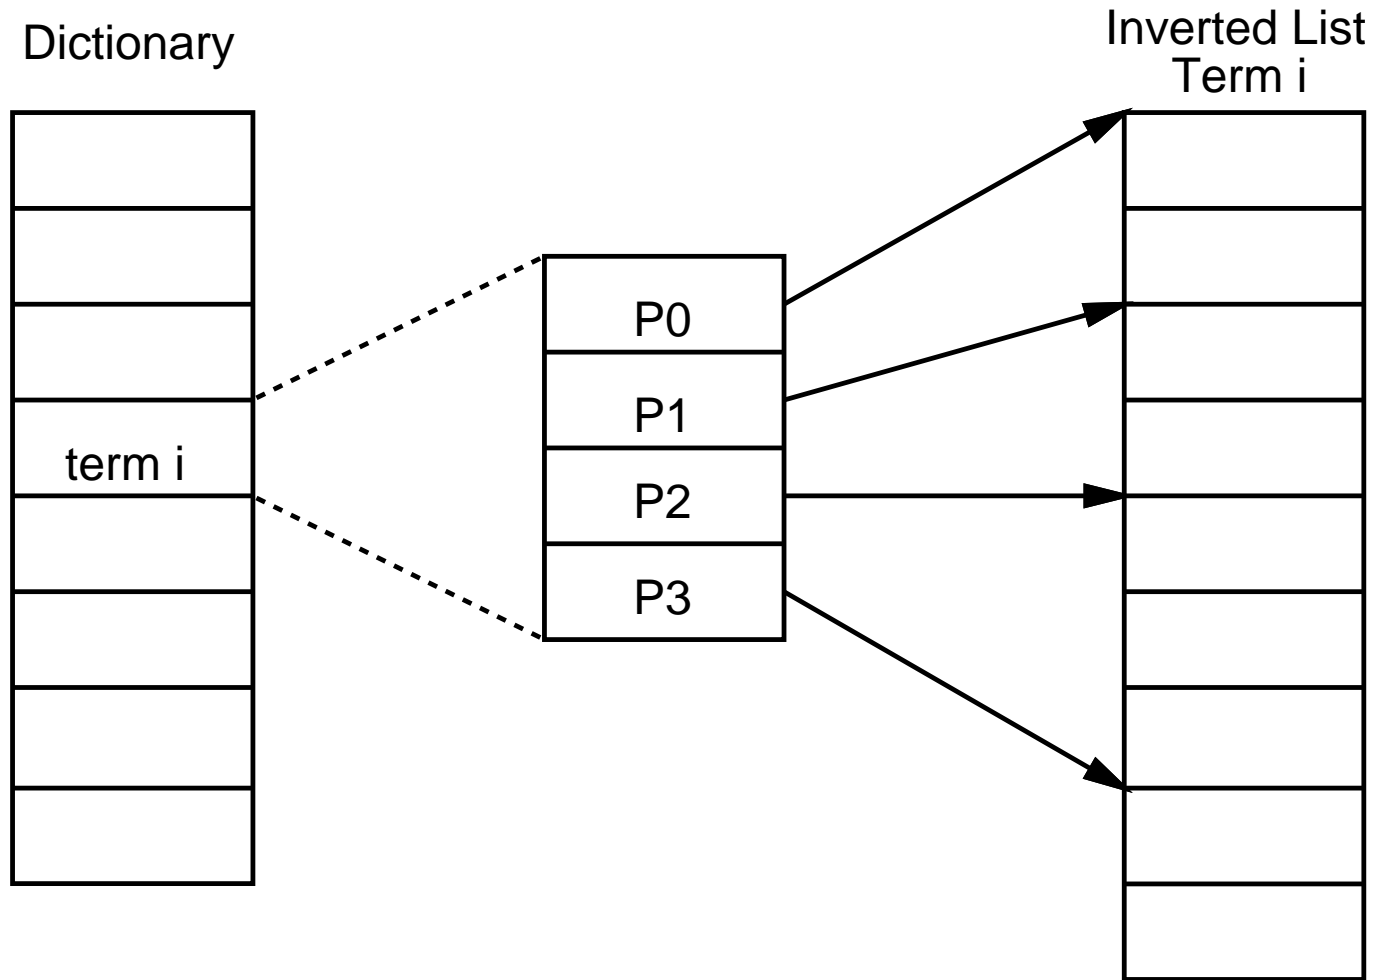 Dictionary
Inverted List
Term i
term i
P0
P1
P2
P3